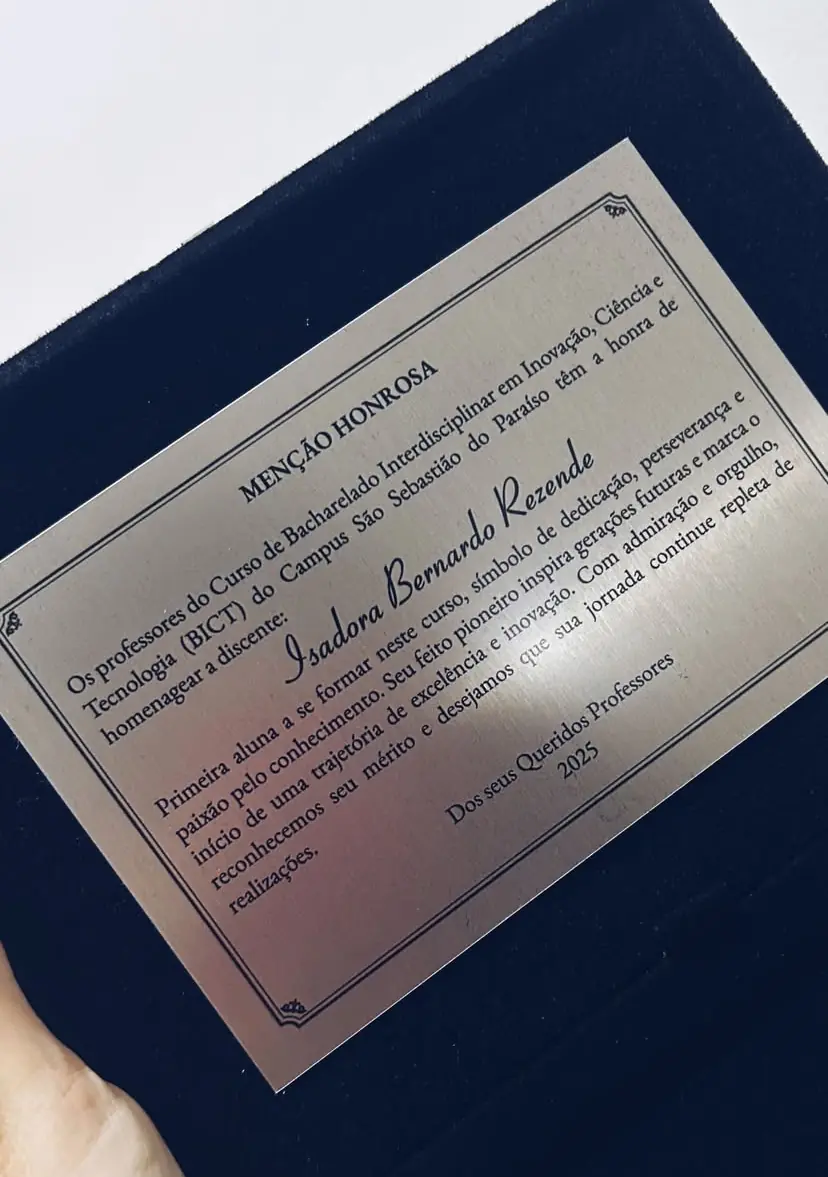 MENÇÃO HONROSA
Os professores do Curso de Bacharelado Interdisciplinar em Inovação, Ciência e
Tecnologia (BICT) do Campus São Sebastião do Paraíso têm a honra de
homenagear a discente:
Isadora Bernardo Rezende
Primeira aluna a se formar neste curso, símbolo de dedicação, perseverança e
paixão pelo conhecimento. Seu feito pioneiro inspira gerações futuras e marca o
início de uma trajetória de excelência e inovação. Com admiração e orgulho,
reconhecemos seu mérito e desejamos que sua jornada continue repleta de
realizações.
Dos seus Queridos Professores
2025